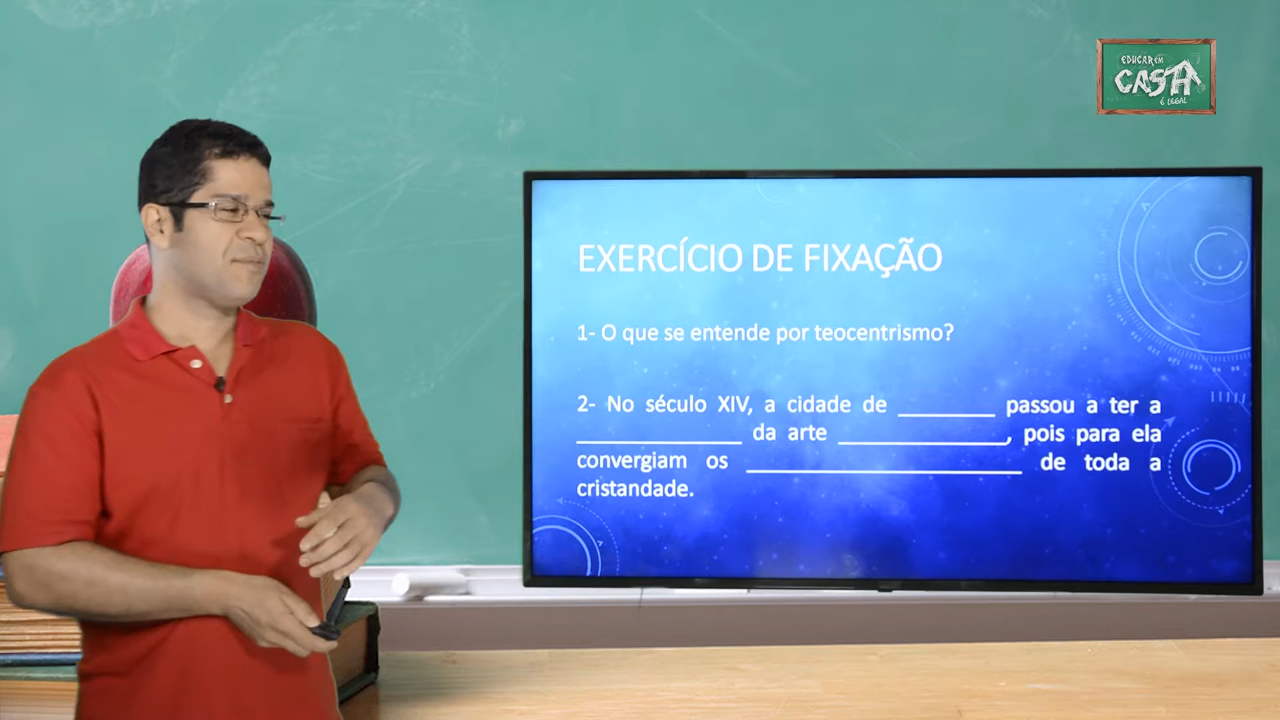 EDUCAR EM
CASA
É LEGAL
EXERCÍCIO DE FIXAÇÃO
1- O que se entende por teocentrismo?
2- No século XIV, a cidade de ________ passou a ter a
______________ da arte ______________, pois para ela
convergiam os _______________________ de toda a
cristandade.